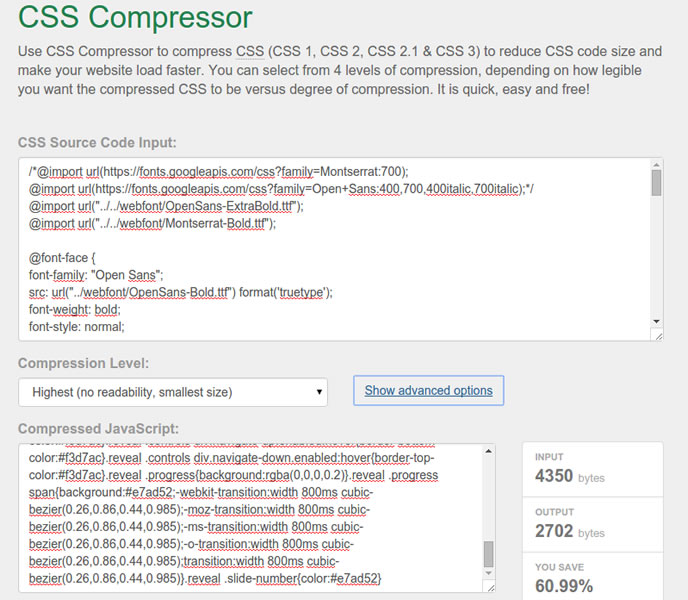 CSS Compressor
Use CSS Compressor to compress CSS (CSS 1, CSS 2, CSS 2.1 & CSS 3) to reduce CSS code size and
make your website load faster. You can select from 4 levels of compression, depending on how legible
you want the compressed CSS to be versus degree of compression. It is quick, easy and free!
CSS Source Code Input:
/*@import url(https://fonts.googleapis.com/css?family=Montserrat:700);
@import url(https://fonts.googleapis.com/css?family=Open+Sans:400,700,400italic,700italic);*/
@import url("../../webfont/OpenSans-ExtraBold.ttf");
@import url("../../webfont/Montserrat-Bold.ttf");
@font-face {
font-family: "Open Sans";
src: url("../webfont/OpenSans-Bold.ttf") format('truetype');
font-weight: bold;
font-style: normal;
Compression Level:
Highest (no readability, smallest size)
Show advanced options
Compressed JavaScript:
color:#f3d7ac}.reveal .controls div.navigate-down.enabled:hover{border-top-
color:#f3d7ac}.reveal .progress{background:rgba(0,0,0,0.2)}.reveal .progress
span{background:#e7ad52;-webkit-transition:width 800ms cubic-
bezier(0.26,0.86,0.44,0.985);-moz-transition:width 800ms cubic-
bezier(0.26,0.86,0.44,0.985);-ms-transition:width 800ms cubic-
bezier(0.26,0.86,0.44,0.985);-o-transition:width 800ms cubic-
bezier(0.26,0.86,0.44,0.985);transition:width 800ms cubic-
bezier(0.26,0.86,0.44,0.985)}.reveal .slide-number{color:#e7ad52}
INPUT
4350 bytes
OUTPUT
2702 bytes
YOU SAVE
60.99%